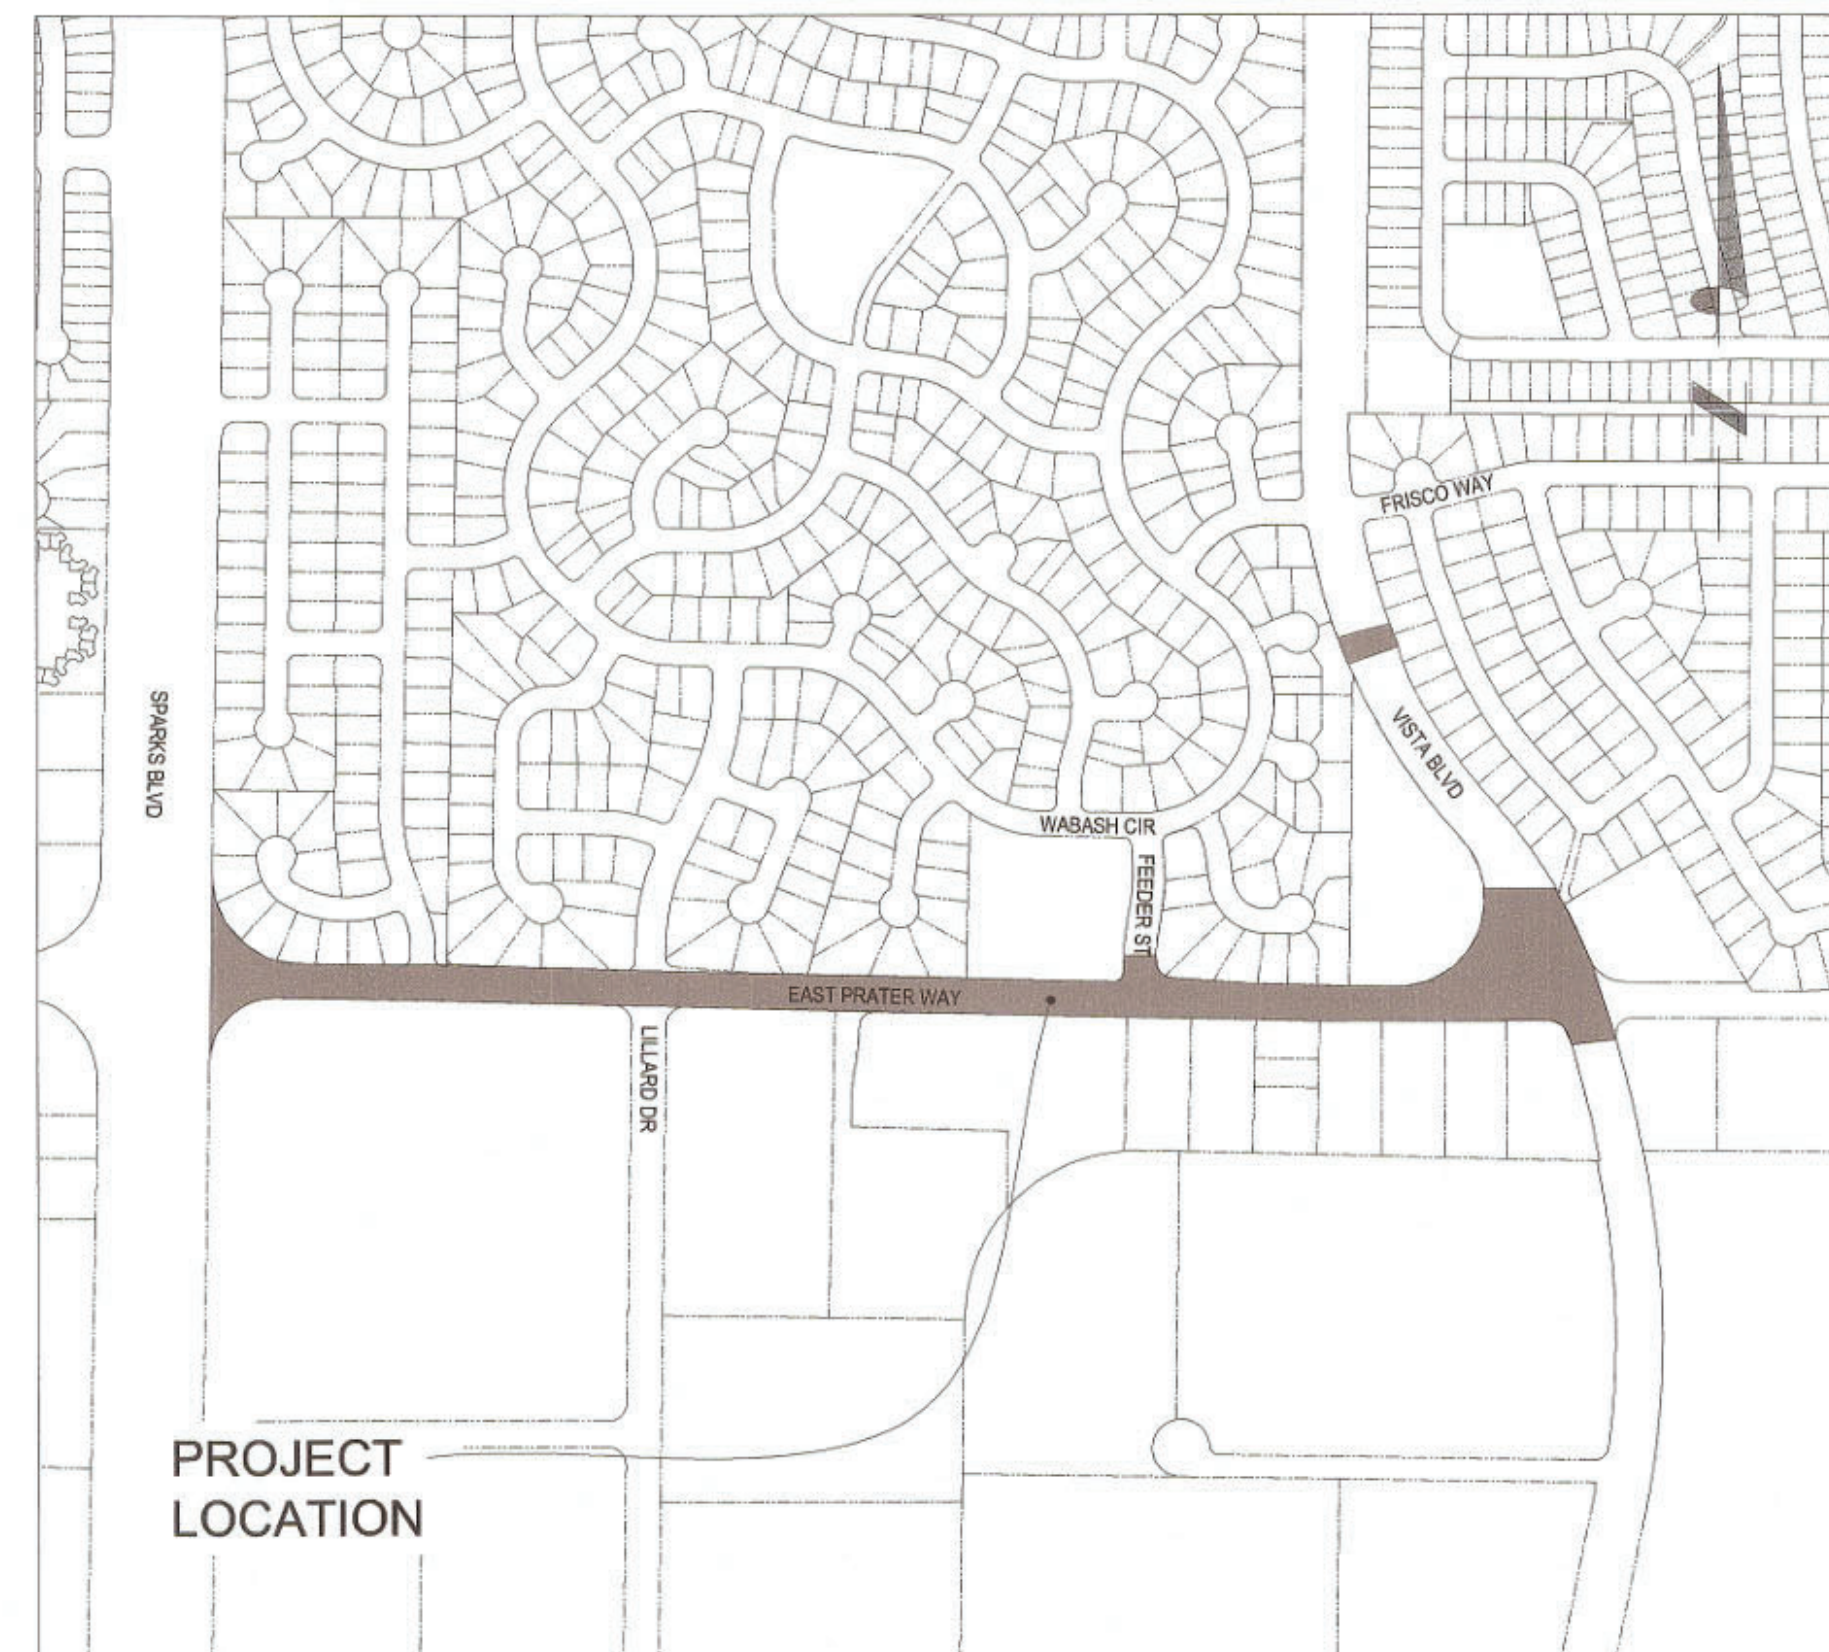 FRISCO WAY
SPARKS BLVD
VISTA BLVD
WABASH CIR
FEEDER ST
EAST PRATER WAY
LILLARD DR
PROJECT
LOCATION